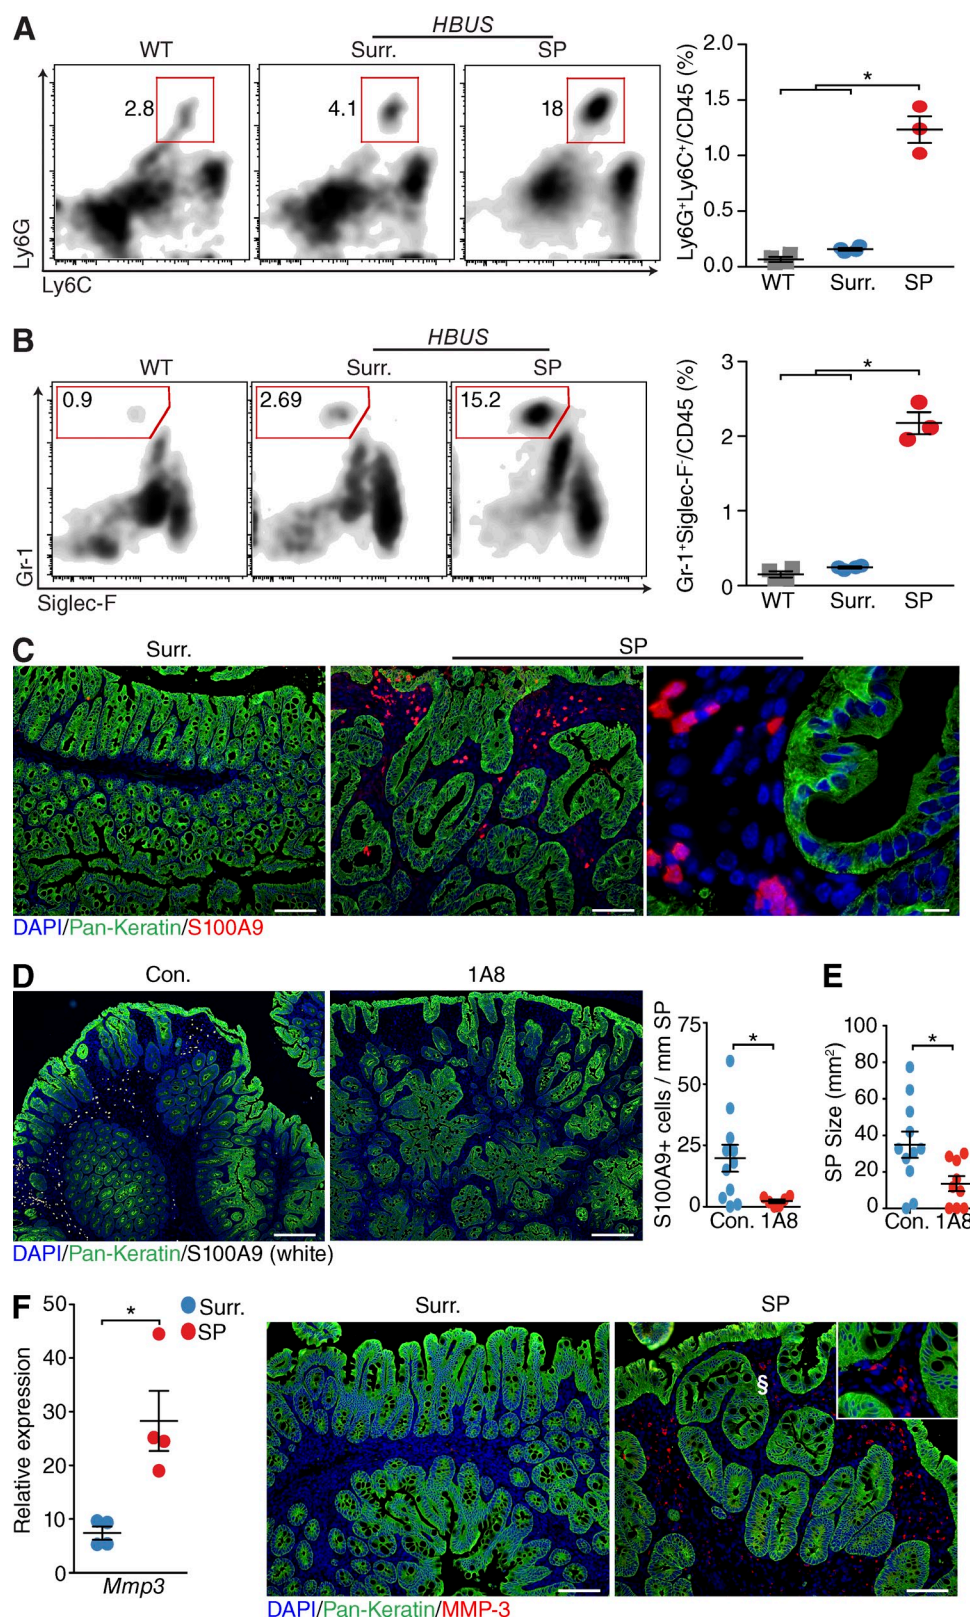 A
HBUS
WT Surr. SP
2.8 4.1 18
Ly6G
Ly6C
Ly6G⁺Ly6C⁺/CD45 (%)
2.0
1.5
1.0
0.5
0.0
*
WT Surr. SP
B
HBUS
WT Surr. SP
0.9 2.69 15.2
Gr-1
Siglec-F
Gr-1⁺Siglec-F⁻/CD45 (%)
3
2
1
0
*
WT Surr. SP
C
Surr. SP
DAPI/Pan-Keratin/S100A9
D
Con. 1A8
DAPI/Pan-Keratin/S100A9 (white)
S100A9+ cells / mm SP
75
50
25
0
*
Con. 1A8
E
SP Size (mm²)
100
80
60
40
20
0
*
Con. 1A8
F
Relative expression
50
40
30
20
10
0
*
Surr.
SP
Mmp3
Surr. SP
§
DAPI/Pan-Keratin/MMP-3